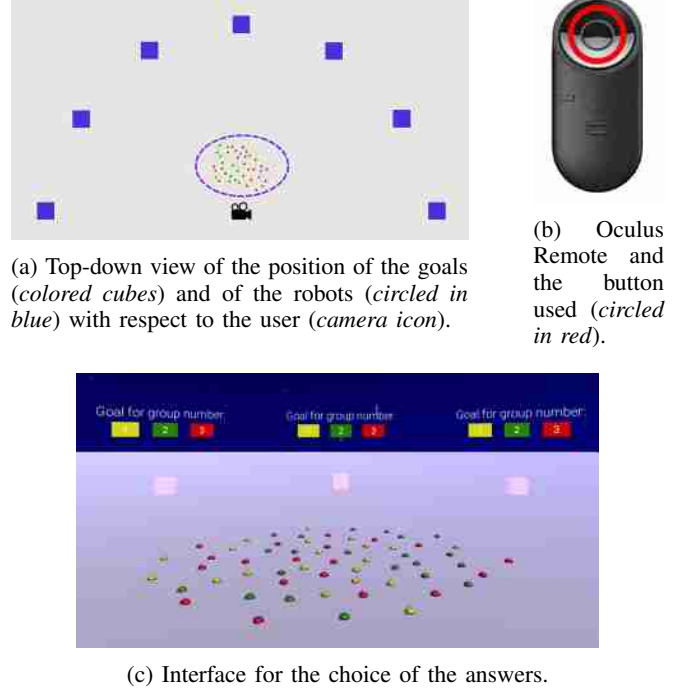 (a) Top-down view of the position of the goals
(colored cubes) and of the robots (circled in
blue) with respect to the user (camera icon).
(b) Oculus
Remote and
the button
used (circled
in red).
Goal for group number: Goal for group number: Goal for group number:
1 2 3 1 2 3 1 2 3
(c) Interface for the choice of the answers.